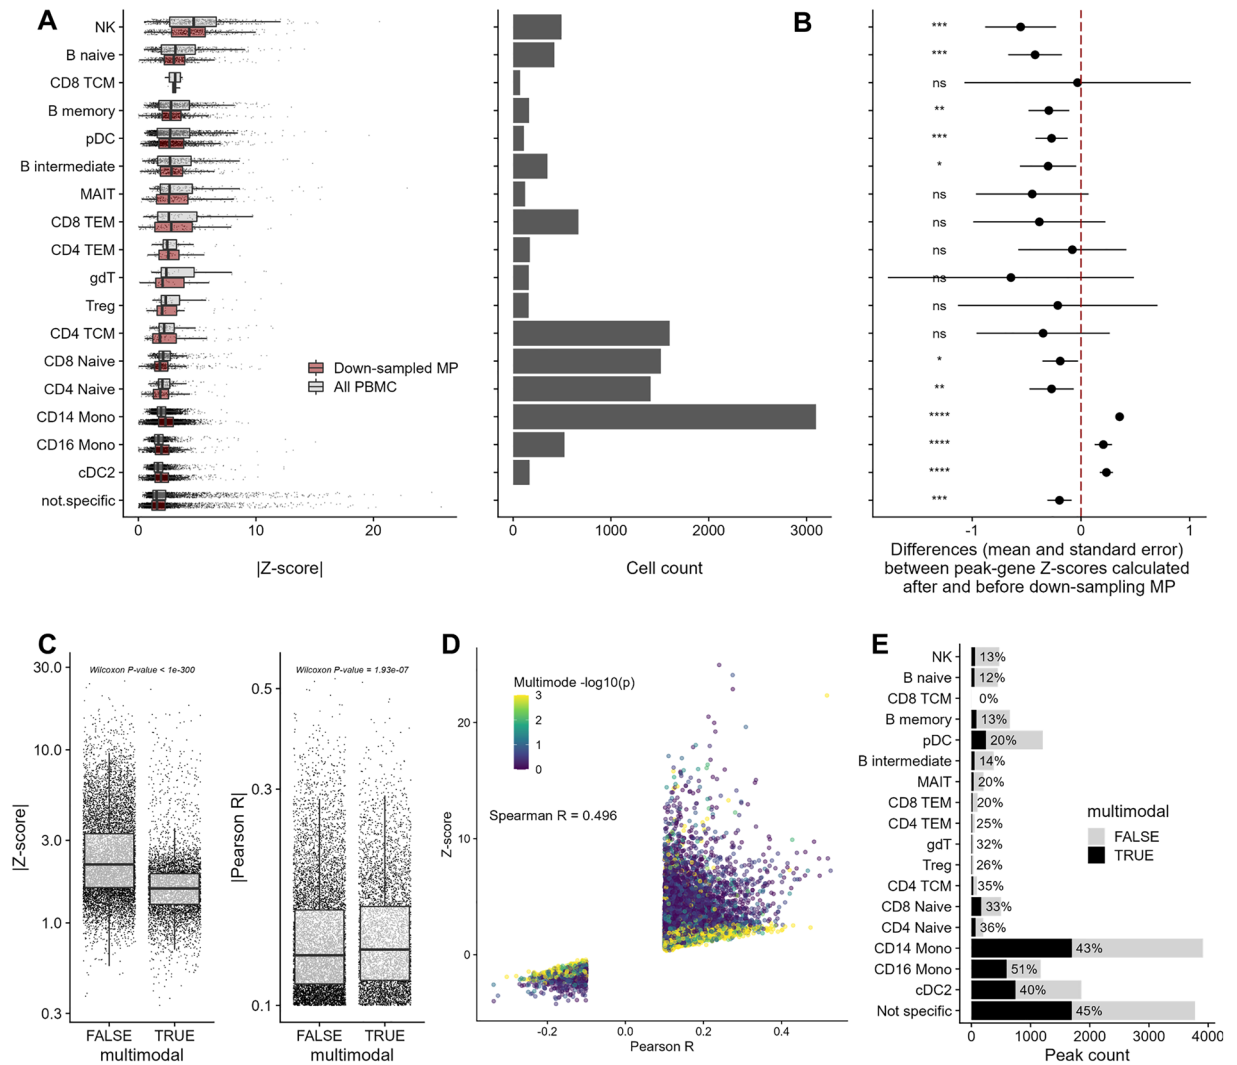 A
NK
B naive
CD8 TCM
B memory
pDC
B intermediate
MAIT
CD8 TEM
CD4 TEM
gdT
Treg
CD4 TCM
CD8 Naive
CD4 Naive
CD14 Mono
CD16 Mono
cDC2
not.specific
Down-sampled MP
All PBMC
0 10 20
|Z-score|
0 1000 2000 3000
Cell count
B
***
***
ns
**
***
*
ns
ns
ns
ns
ns
ns
*
**
****
****
****
***
-1 0 1
Differences (mean and standard error)
between peak-gene Z-scores calculated
after and before down-sampling MP
C
Wilcoxon P-value < 1e-300
|Z-score|
30.0
10.0
3.0
1.0
0.3
FALSE TRUE
multimodal
Wilcoxon P-value = 1.93e-07
|Pearson R|
0.5
0.3
0.1
FALSE TRUE
multimodal
D
Multimode -log10(p)
3
2
1
0
Spearman R = 0.496
Z-score
20
10
0
-0.2 0.0 0.2 0.4
Pearson R
E
NK 13%
B naive 12%
CD8 TCM 0%
B memory 13%
pDC 20%
B intermediate 14%
MAIT 20%
CD8 TEM 20%
CD4 TEM 25%
gdT 32%
Treg 26%
CD4 TCM 35%
CD8 Naive 33%
CD4 Naive 36%
CD14 Mono 43%
CD16 Mono 51%
cDC2 40%
Not specific 45%
multimodal
FALSE
TRUE
0 1000 2000 3000 4000
Peak count